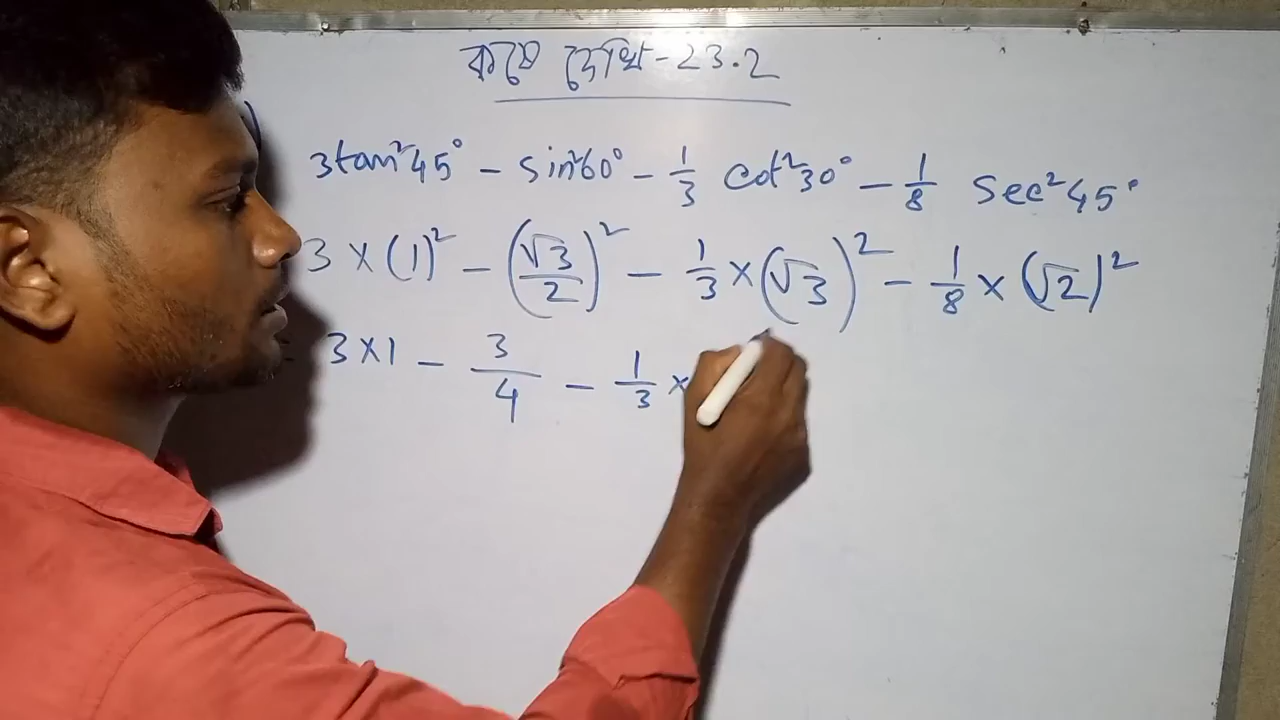 কষে দেখি-23.2
3tan²45° - sin²60° - 1/3 cot²30° - 1/8 Sec²45°
3 × (1)² - (√3/2)² - 1/3 × (√3)² - 1/8 × (√2)²
= 3×1 - 3/4 - 1/3 ×